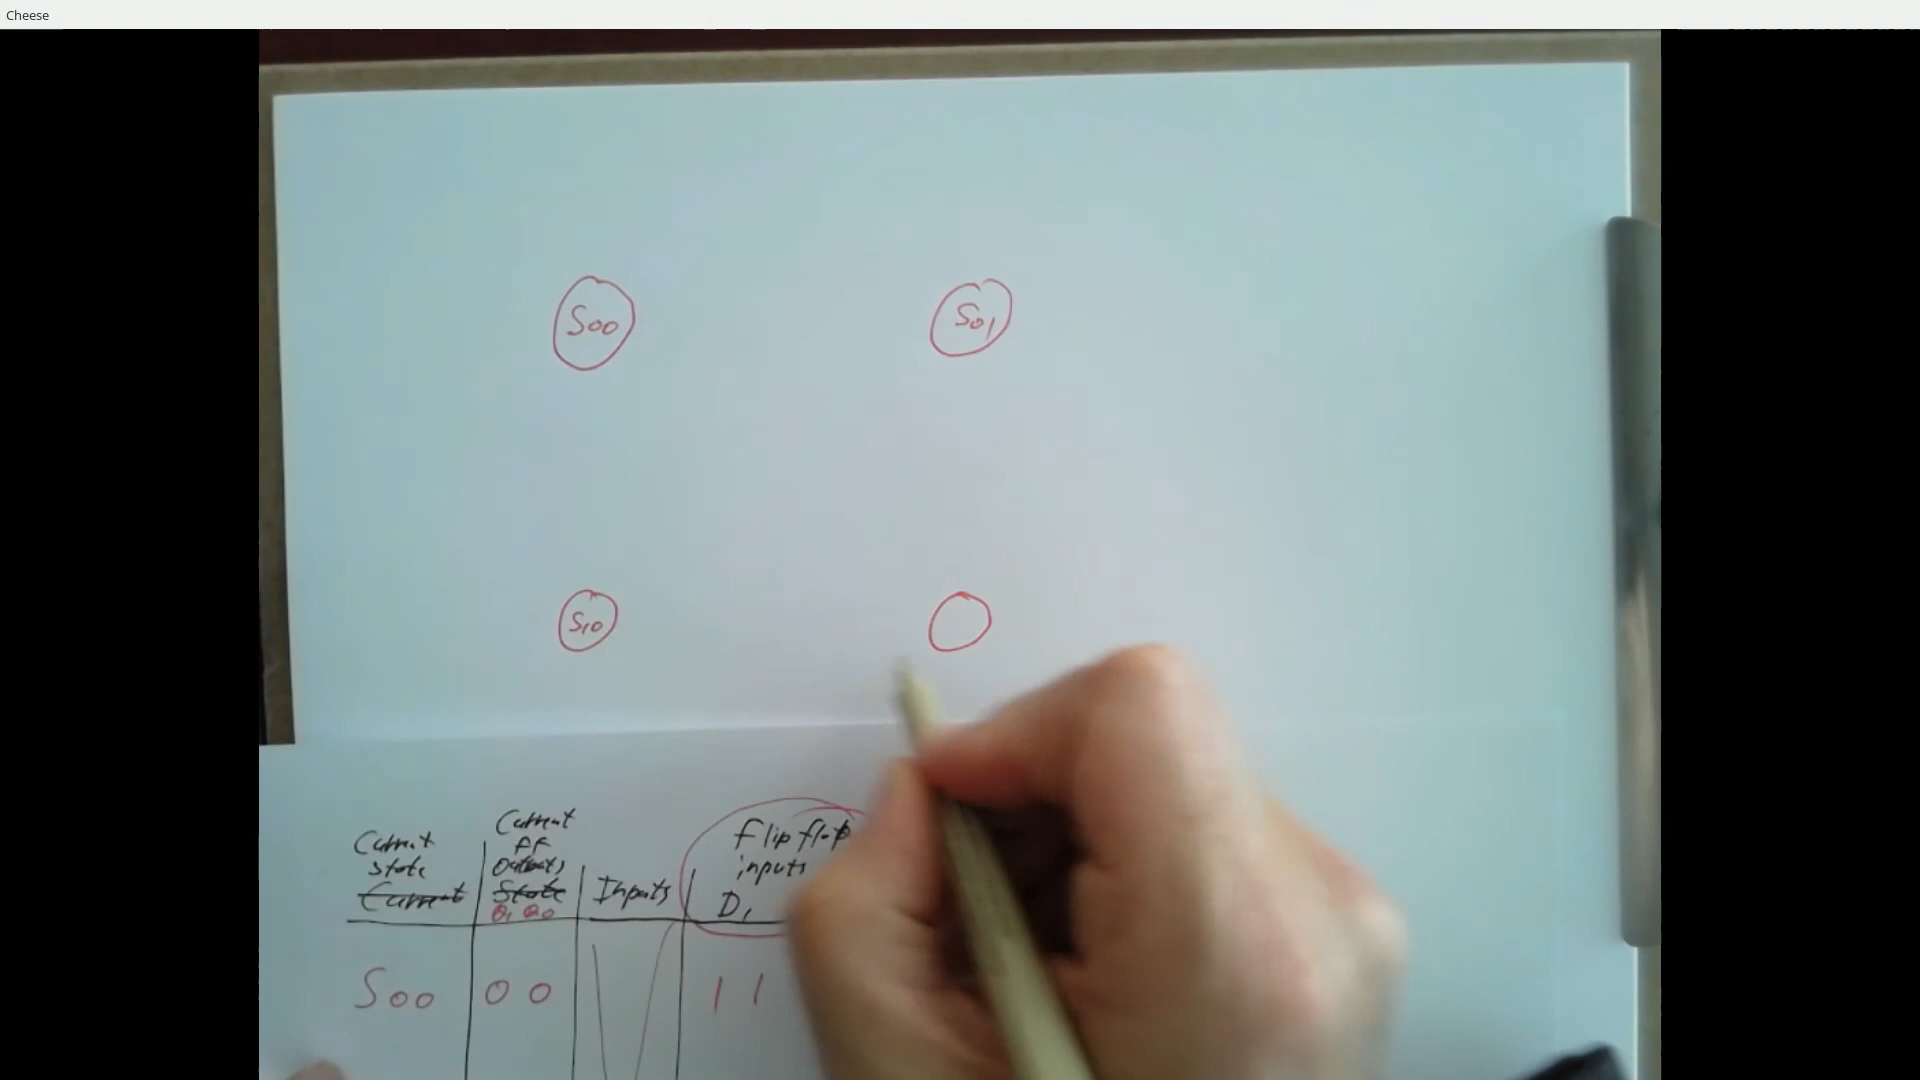 Cheese
S00
S01
S10
Current
State
Current
Current
FF
Outputs
State
Q1 Q0
Inputs
Flip flop
inputs
D1
S00
0 0
1 1